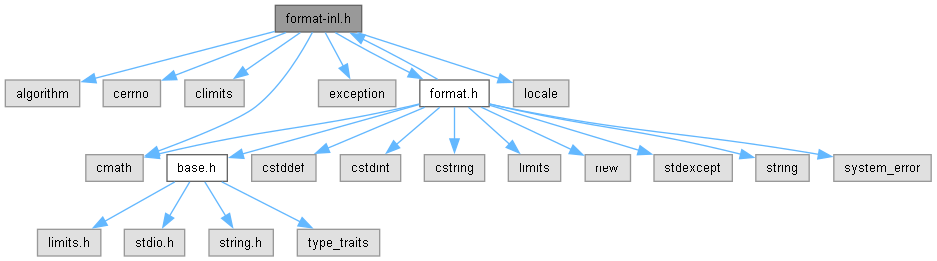 format-inl.h
algorithm
cerrno
climits
exception
format.h
locale
cmath
base.h
cstddef
cstdint
cstring
limits
new
stdexcept
string
system_error
limits.h
stdio.h
string.h
type_traits